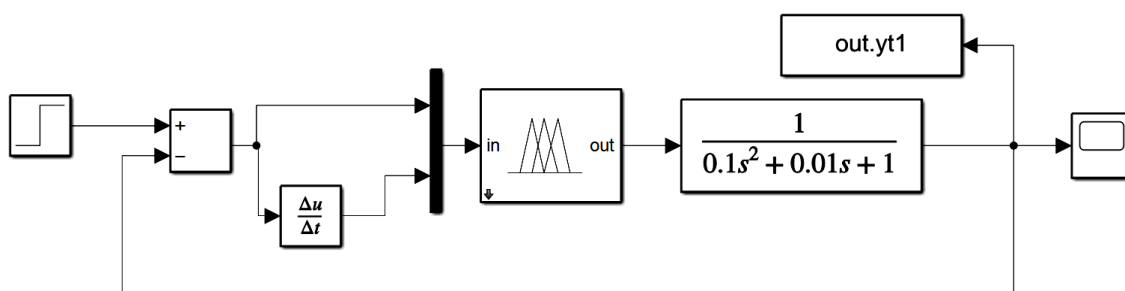 out.yt1
+
−
in
out
1
0.1s² + 0.01s + 1
Δu
Δt